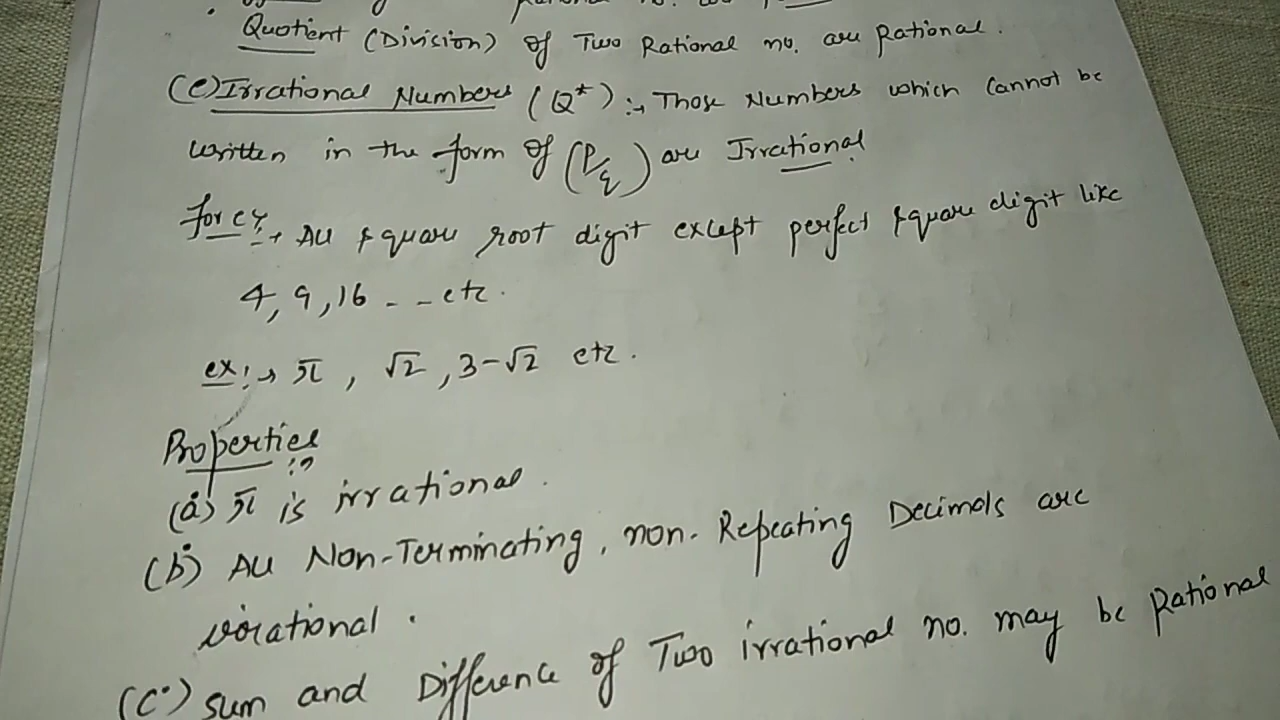 Rational no.
Quotient (Division) of Two Rational no. are Rational.
(e) Irrational Numbers (Q*) :→ Those Numbers which Cannot be
written in the form of (P/q) are Irrational
for ex :→ All square root digit except perfect square digit like
4, 9, 16 - - etc.
ex :→ π, √2, 3-√2 etc.
Properties :→
(a) π is irrational.
(b) All Non-Terminating, non-Repeating Decimals are
irrational.
(c) Sum and Difference of Two irrational no. may be Rational